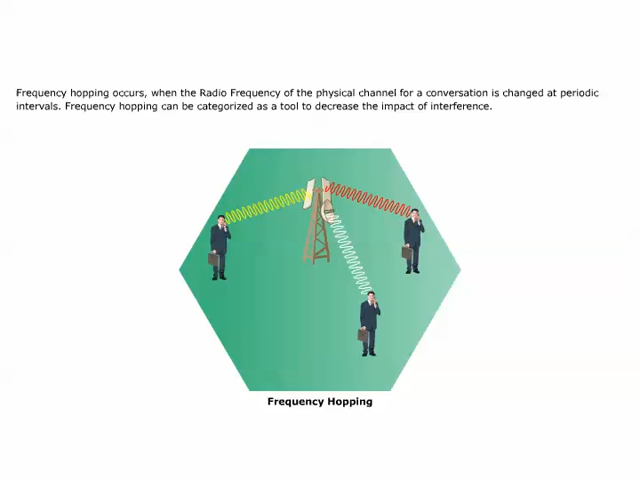 Frequency hopping occurs, when the Radio Frequency of the physical channel for a conversation is changed at periodic
intervals. Frequency hopping can be categorized as a tool to decrease the impact of interference.
Frequency Hopping